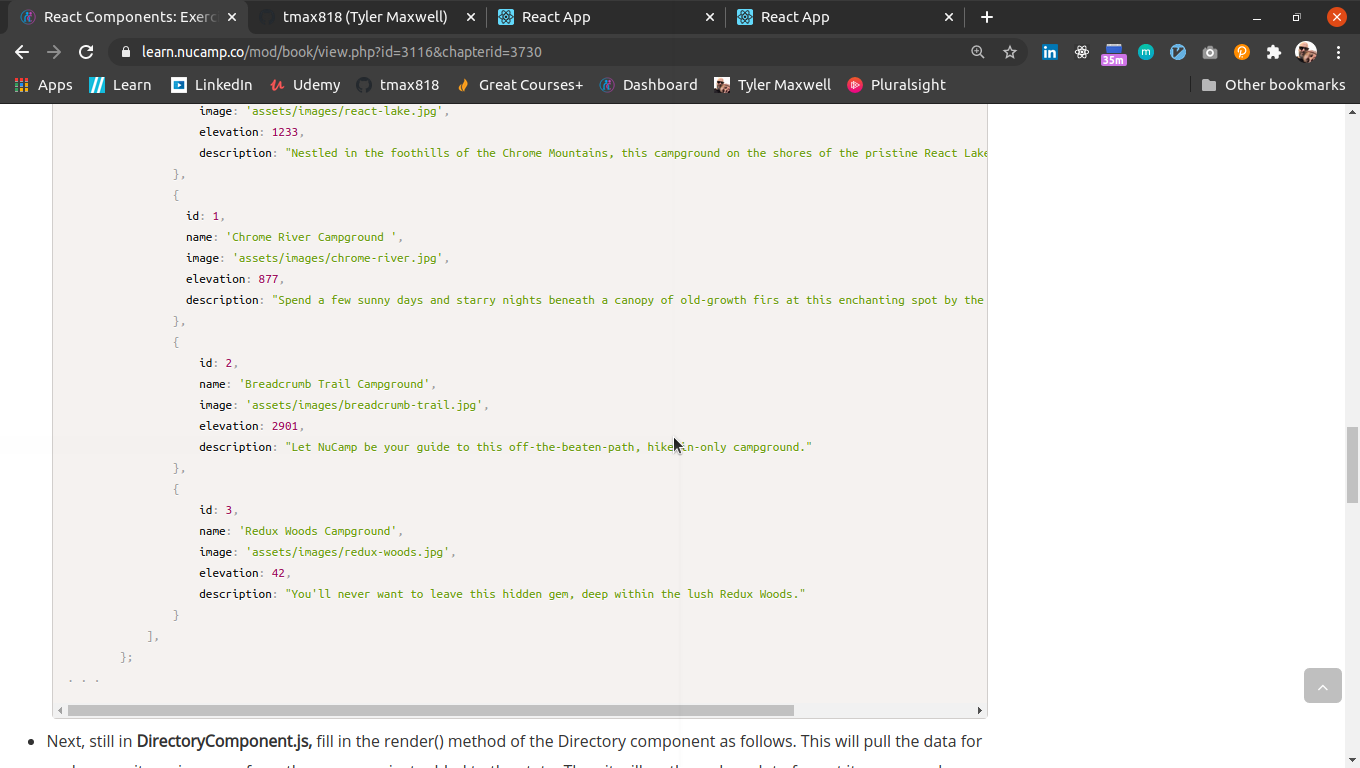 React Components: Exerc
tmax818 (Tyler Maxwell)
React App
React App
learn.nucamp.co/mod/book/view.php?id=3116&chapterid=3730
35m
Apps
Learn
LinkedIn
Udemy
tmax818
Great Courses+
Dashboard
Tyler Maxwell
Pluralsight
Other bookmarks
image: 'assets/images/react-lake.jpg',
elevation: 1233,
description: "Nestled in the foothills of the Chrome Mountains, this campground on the shores of the pristine React Lake
},
{
id: 1,
name: 'Chrome River Campground ',
image: 'assets/images/chrome-river.jpg',
elevation: 877,
description: "Spend a few sunny days and starry nights beneath a canopy of old-growth firs at this enchanting spot by the
},
{
id: 2,
name: 'Breadcrumb Trail Campground',
image: 'assets/images/breadcrumb-trail.jpg',
elevation: 2901,
description: "Let NuCamp be your guide to this off-the-beaten-path, hike-in-only campground."
},
{
id: 3,
name: 'Redux Woods Campground',
image: 'assets/images/redux-woods.jpg',
elevation: 42,
description: "You'll never want to leave this hidden gem, deep within the lush Redux Woods."
}
],
};
. . .
Next, still in DirectoryComponent.js, fill in the render() method of the Directory component as follows. This will pull the data for